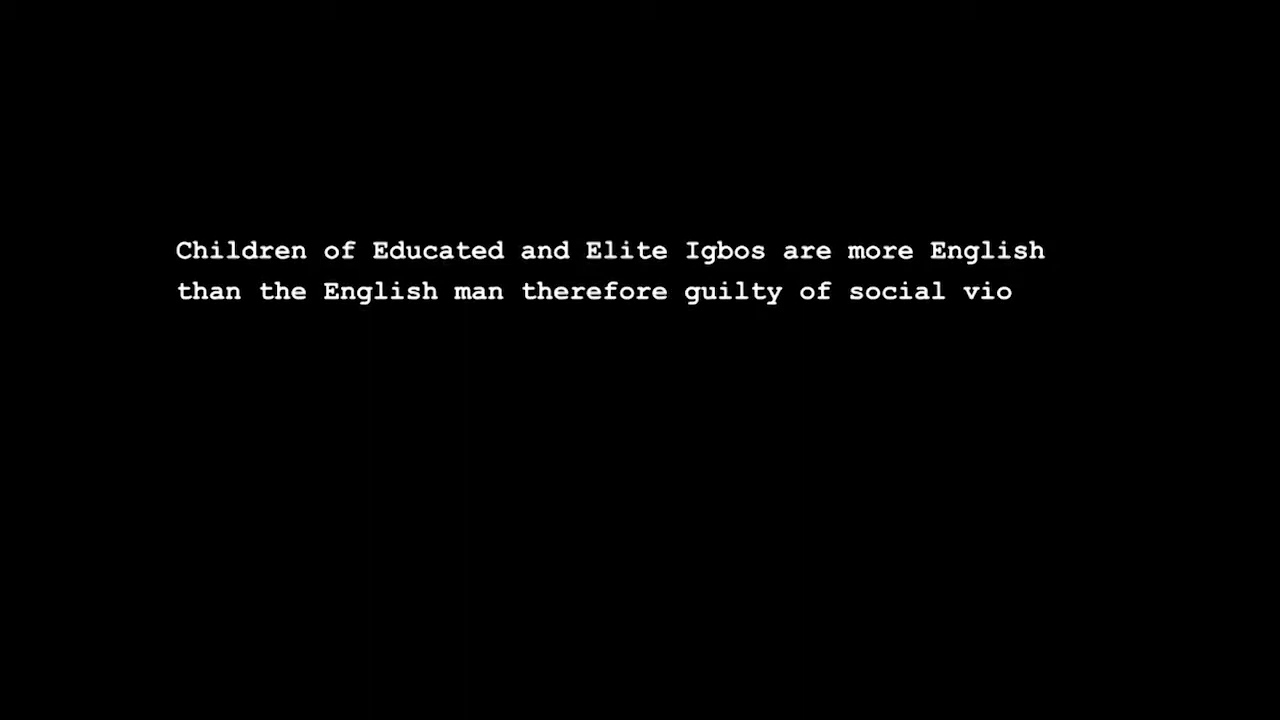 Children of Educated and Elite Igbos are more English
than the English man therefore guilty of social vio